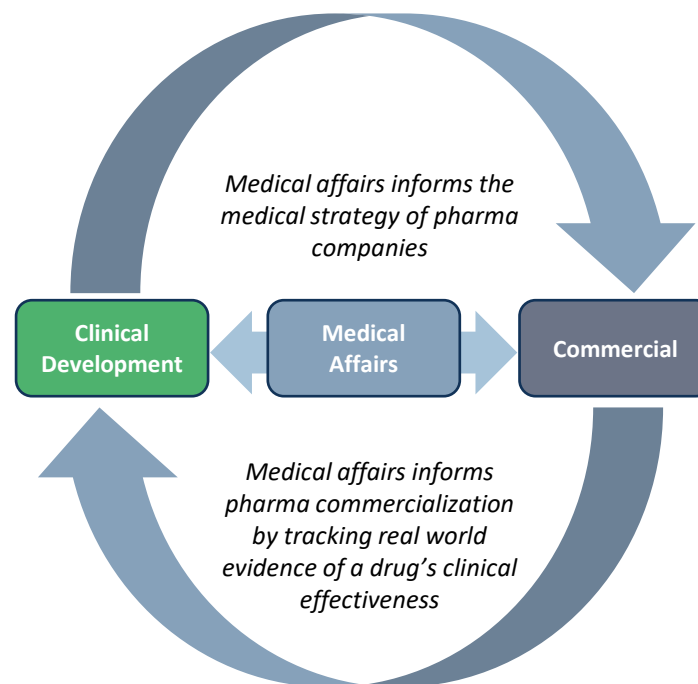 Medical affairs informs the
medical strategy of pharma
companies
Clinical
Development
Medical
Affairs
Commercial
Medical affairs informs
pharma commercialization
by tracking real world
evidence of a drug’s clinical
effectiveness